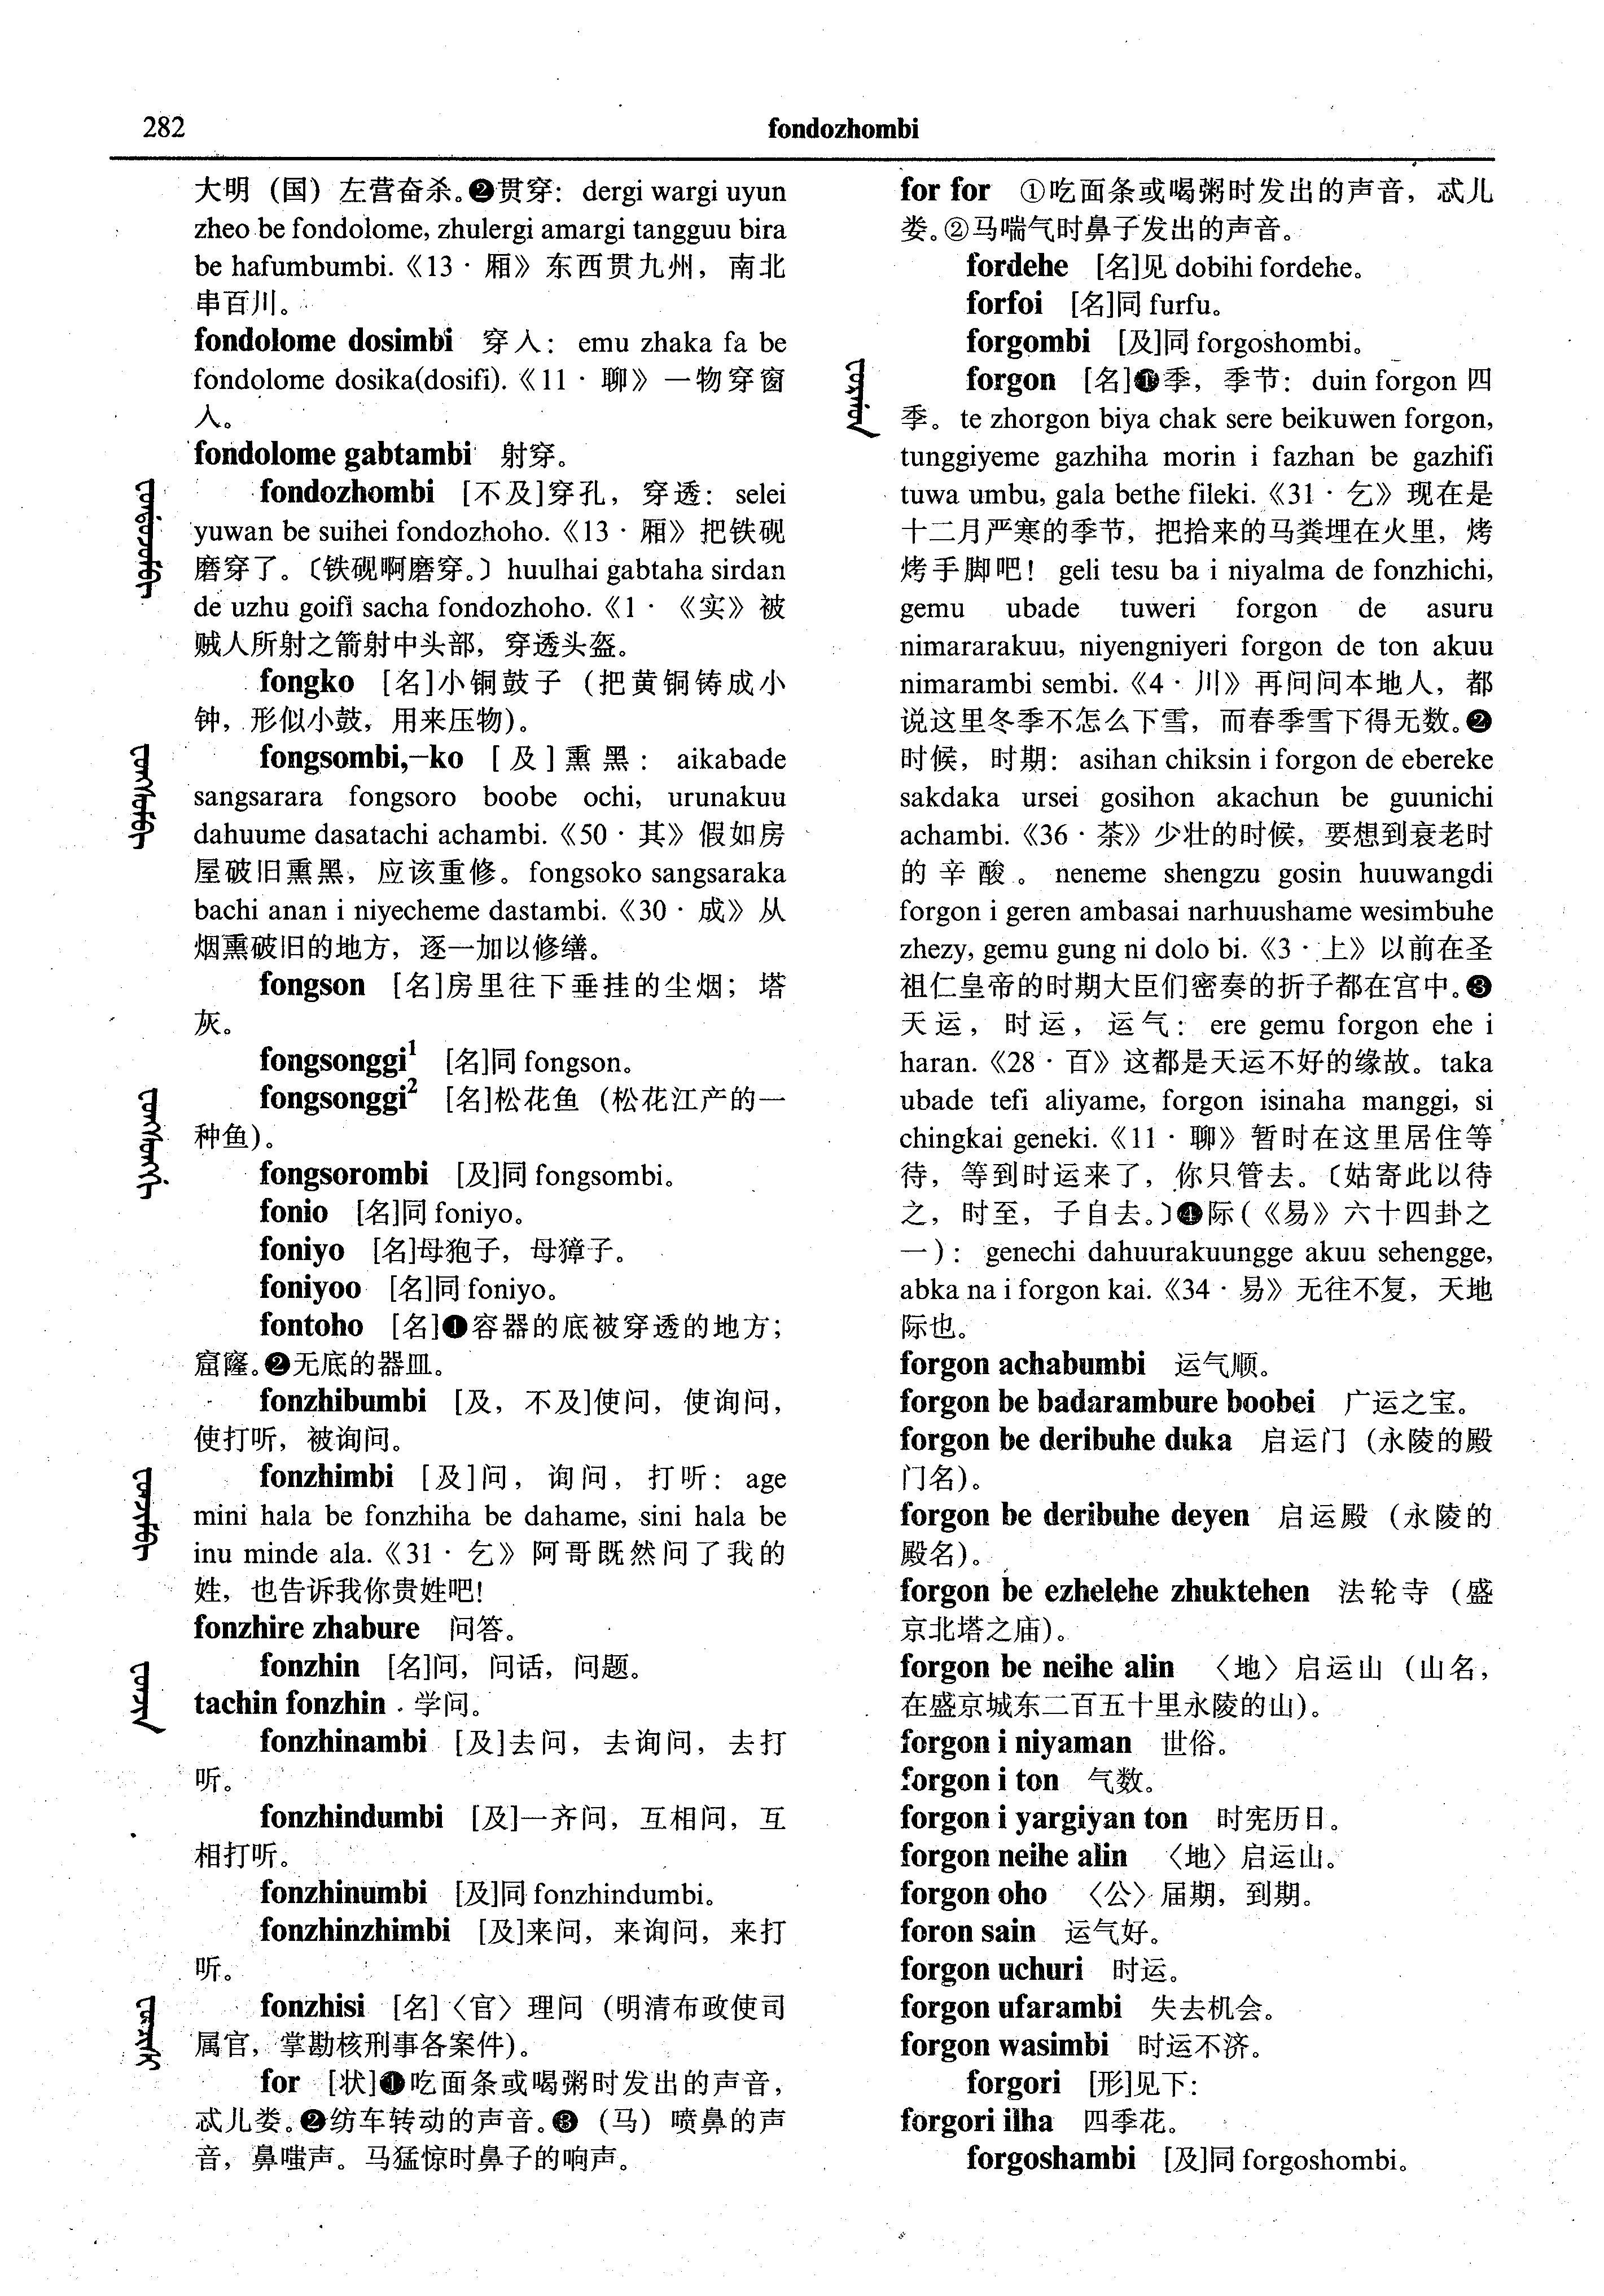 282
fondozhombi
大明（国）左营奋杀。❷贯穿： dergi wargi uyun
zheo be fondolome, zhulergi amargi tangguu bira
be hafumbumbi.《13·厢》东西贯九州，南北
串百川。
fondolome dosimbi 穿人： emu zhaka fa be
fondolome dosika(dosifi).《11·聊》一物穿窗
人。
fondolome gabtambi 射穿。
fondozhombi [不及]穿孔，穿透： selei
yuwan be suihei fondozhoho.《13·厢》把铁砚
磨穿了。〔铁砚啊磨穿。〕huulhai gabtaha sirdan
de uzhu goifi sacha fondozhoho.《1·《实》被
贼人所射之箭射中头部，穿透头盔。
fongko [名]小铜鼓子（把黄铜铸成小
钟，形似小鼓，用来压物）。
fongsombi,-ko [及]熏黑： aikabade
sangsarara fongsoro boobe ochi, urunakuu
dahuume dasatachi achambi.《50·其》假如房
屋破旧熏黑，应该重修。fongsoko sangsaraka
bachi anan i niyecheme dastambi.《30·成》从
烟熏破旧的地方，逐一加以修缮。
fongson [名]房里往下垂挂的尘烟；塔
灰。
fongsonggi¹ [名]同 fongson。
fongsonggi² [名]松花鱼（松花江产的一
种鱼）。
fongsorombi [及]同 fongsombi。
fonio [名]同 foniyo。
foniyo [名]母狍子，母獐子。
foniyoo [名]同 foniyo。
fontoho [名]❶容器的底被穿透的地方；
窟窿。❷无底的器皿。
fonzhibumbi [及，不及]使问，使询问，
使打听，被询问。
fonzhimbi [及]问，询问，打听： age
mini hala be fonzhiha be dahame, sini hala be
inu minde ala.《31·乞》阿哥既然问了我的
姓，也告诉我你贵姓吧！
fonzhire zhabure 问答。
fonzhin [名]问，问话，问题。
tachin fonzhin 学问。
fonzhinambi [及]去问，去询问，去打
听。
fonzhindumbi [及]一齐问，互相问，互
相打听。
fonzhinumbi [及]同 fonzhindumbi。
fonzhinzhimbi [及]来问，来询问，来打
听。
fonzhisi [名]〈官〉理问（明清布政使司
属官，掌勘核刑事各案件）。
for [状]❶吃面条或喝粥时发出的声音，
忒儿娄。❷纺车转动的声音。❸（马）喷鼻的声
音，鼻嗤声。马猛惊时鼻子的响声。
for for ①吃面条或喝粥时发出的声音，忒儿
娄。②马喘气时鼻子发出的声音。
fordehe [名]见 dobihi fordehe。
forfoi [名]同 furfu。
forgombi [及]同 forgoshombi。
forgon [名]❶季，季节： duin forgon 四
季。te zhorgon biya chak sere beikuwen forgon,
tunggiyeme gazhiha morin i fazhan be gazhifi
tuwa umbu, gala bethe fileki.《31·乞》现在是
十二月严寒的季节，把拾来的马粪埋在火里，烤
烤手脚吧！ geli tesu ba i niyalma de fonzhichi,
gemu ubade tuweri forgon de asuru
nimararakuu, niyengniyeri forgon de ton akuu
nimarambi sembi.《4·川》再问问本地人，都
说这里冬季不怎么下雪，而春季雪下得无数。❷
时候，时期： asihan chiksin i forgon de ebereke
sakdaka ursei gosihon akachun be guunichi
achambi.《36·茶》少壮的时候，要想到衰老时
的辛酸。 neneme shengzu gosin huuwangdi
forgon i geren ambasai narhuushame wesimbuhe
zhezy, gemu gung ni dolo bi.《3·上》以前在圣
祖仁皇帝的时期大臣们密奏的折子都在宫中。❸
天运，时运，运气： ere gemu forgon ehe i
haran.《28·百》这都是天运不好的缘故。taka
ubade tefi aliyame, forgon isinaha manggi, si
chingkai geneki.《11·聊》暂时在这里居住等
待，等到时运来了，你只管去。〔姑寄此以待
之，时至，子自去。〕❹际(《易》六十四卦之
一)： genechi dahuurakuungge akuu sehengge,
abka na i forgon kai.《34·易》无往不复，天地
际也。
forgon achabumbi 运气顺。
forgon be badarambure boobei 广运之宝。
forgon be deribuhe duka 启运门（永陵的殿
门名）。
forgon be deribuhe deyen 启运殿（永陵的
殿名）。
forgon be ezhelehe zhuktehen 法轮寺（盛
京北塔之庙）。
forgon be neihe alin 〈地〉启运山（山名，
在盛京城东二百五十里永陵的山）。
forgon i niyaman 世俗。
forgon i ton 气数。
forgon i yargiyan ton 时宪历日。
forgon neihe alin 〈地〉启运山。
forgon oho 〈公〉届期，到期。
foron sain 运气好。
forgon uchuri 时运。
forgon ufarambi 失去机会。
forgon wasimbi 时运不济。
forgori [形]见下：
forgori ilha 四季花。
forgoshambi [及]同 forgoshombi。